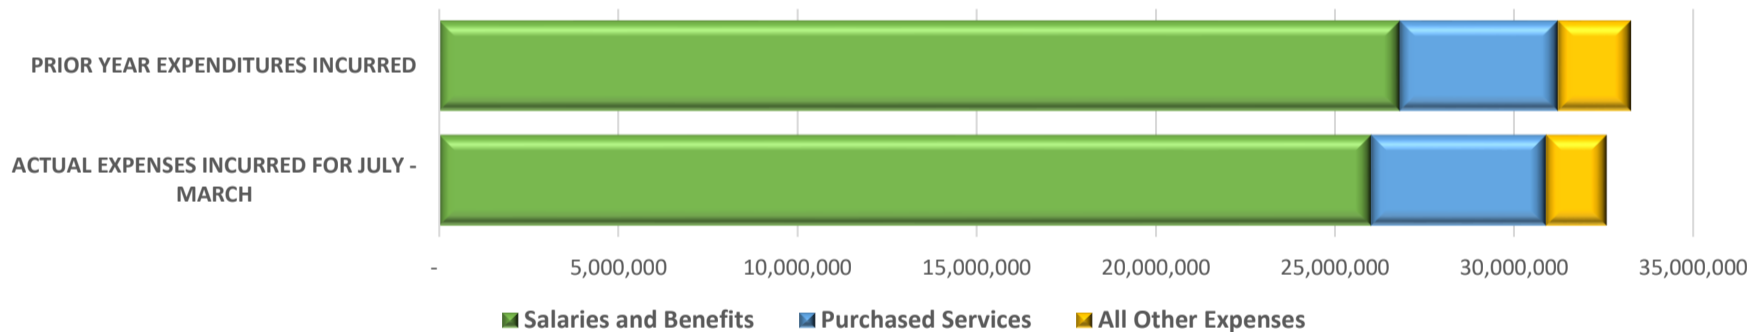 PRIOR YEAR EXPENDITURES INCURRED
ACTUAL EXPENSES INCURRED FOR JULY -
MARCH
- 5,000,000 10,000,000 15,000,000 20,000,000 25,000,000 30,000,000 35,000,000
Salaries and Benefits Purchased Services All Other Expenses